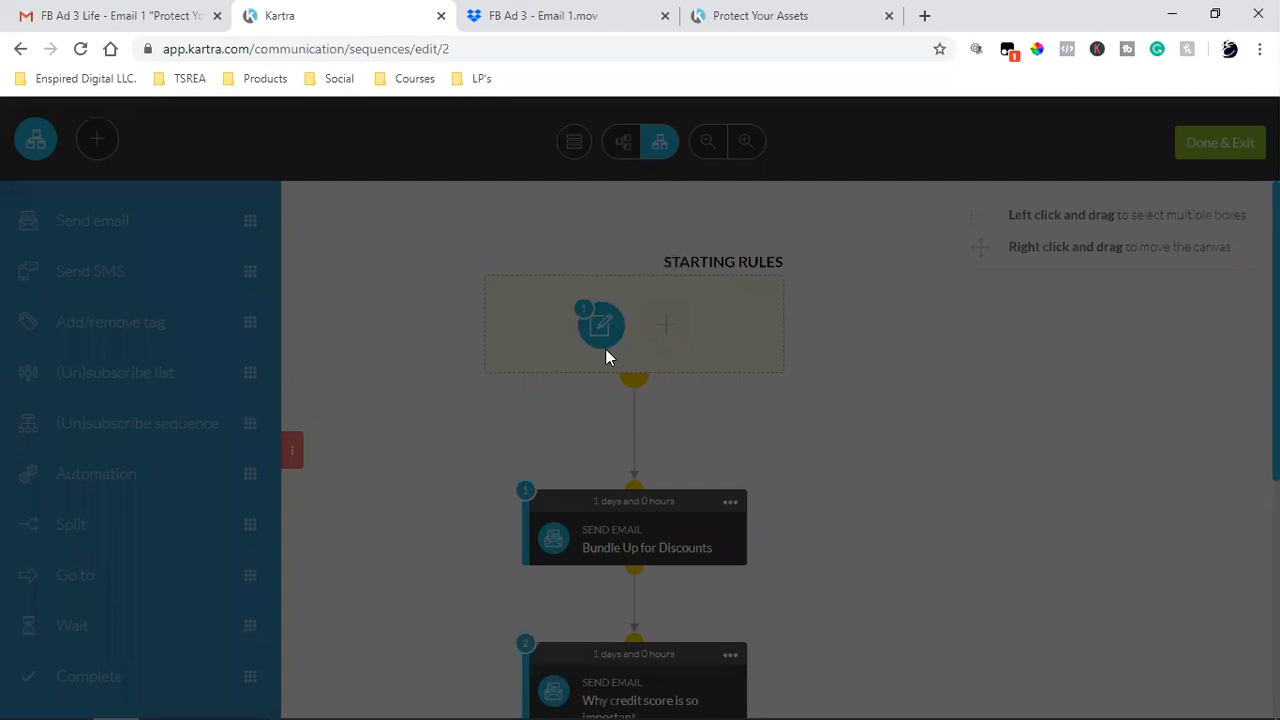 FB Ad 3 Life - Email 1 "Protect Yo
Kartra
FB Ad 3 - Email 1.mov
Protect Your Assets
app.kartra.com/communication/sequences/edit/2
1
Enspired Digital LLC.
TSREA
Products
Social
Courses
LP's
Done & Exit
Send email
Send SMS
Add/remove tag
(Un)subscribe list
(Un)subscribe sequence
Automation
Split
Go to
Wait
Complete
Left click and drag to select multiple boxes
Right click and drag to move the canvas
STARTING RULES
1
i
1
1 days and 0 hours
SEND EMAIL
Bundle Up for Discounts
2
1 days and 0 hours
SEND EMAIL
Why credit score is so
important